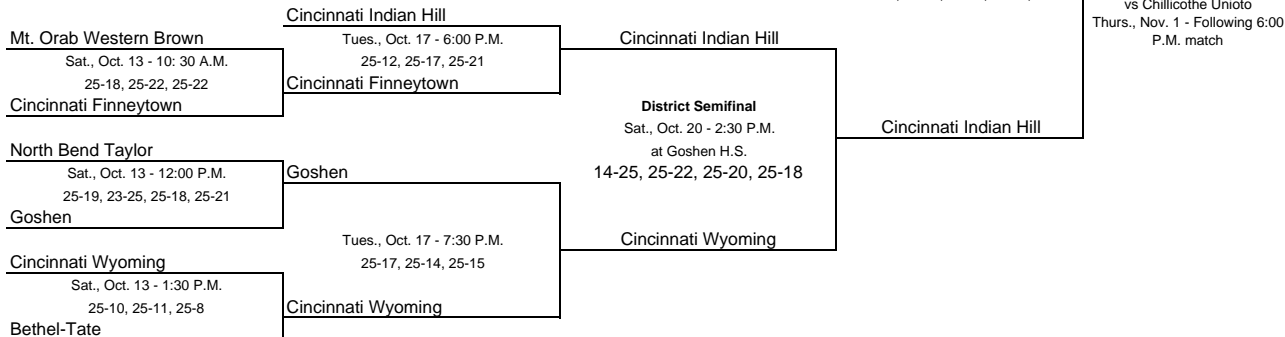 vs Chillicothe Unioto
Thurs., Nov. 1 - Following 6:00
P.M. match
Cincinnati Indian Hill
Mt. Orab Western Brown
Tues., Oct. 17 - 6:00 P.M.
Cincinnati Indian Hill
Sat., Oct. 13 - 10: 30 A.M.
25-12, 25-17, 25-21
25-18, 25-22, 25-22
Cincinnati Finneytown
Cincinnati Finneytown
District Semifinal
Sat., Oct. 20 - 2:30 P.M.
Cincinnati Indian Hill
North Bend Taylor
at Goshen H.S.
Sat., Oct. 13 - 12:00 P.M.
Goshen
14-25, 25-22, 25-20, 25-18
25-19, 23-25, 25-18, 25-21
Goshen
Tues., Oct. 17 - 7:30 P.M.
Cincinnati Wyoming
Cincinnati Wyoming
25-17, 25-14, 25-15
Sat., Oct. 13 - 1:30 P.M.
25-10, 25-11, 25-8
Cincinnati Wyoming
Bethel-Tate